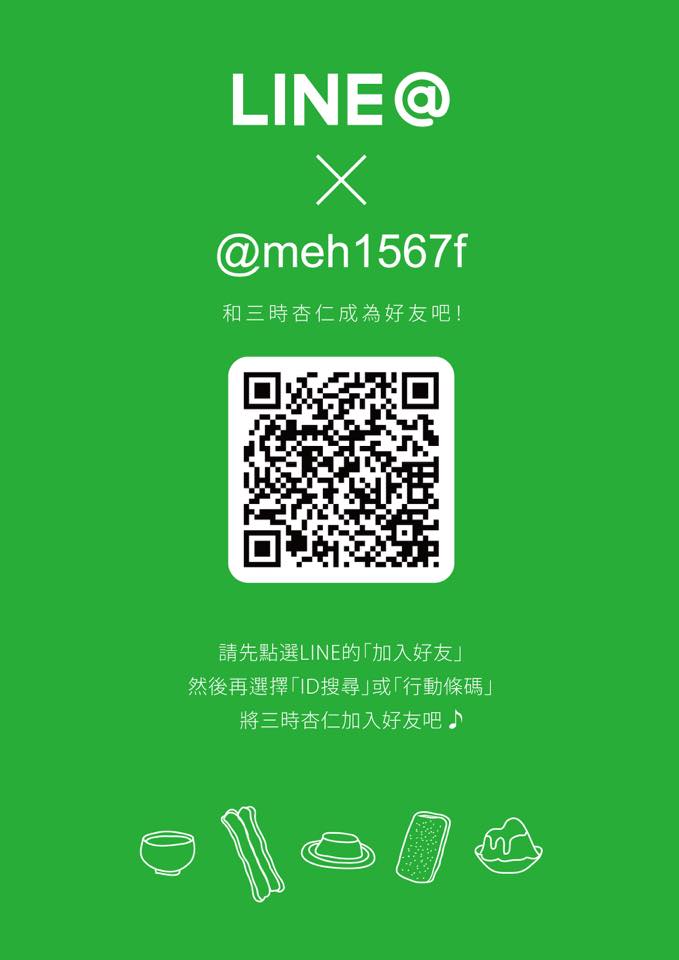 LINE@
@meh1567f
和三時杏仁成為好友吧！
請先點選LINE的「加入好友」
然後再選擇「ID搜尋」或「行動條碼」
將三時杏仁加入好友吧♪